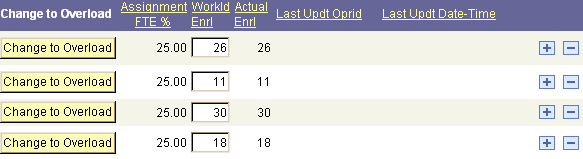 Change to Overload Assignment FTE % Workld Enrl Actual Enrl Last Updt Oprid Last Updt Date-Time
Change to Overload 25.00 26 26 + -
Change to Overload 25.00 11 11 + -
Change to Overload 25.00 30 30 + -
Change to Overload 25.00 18 18 + -